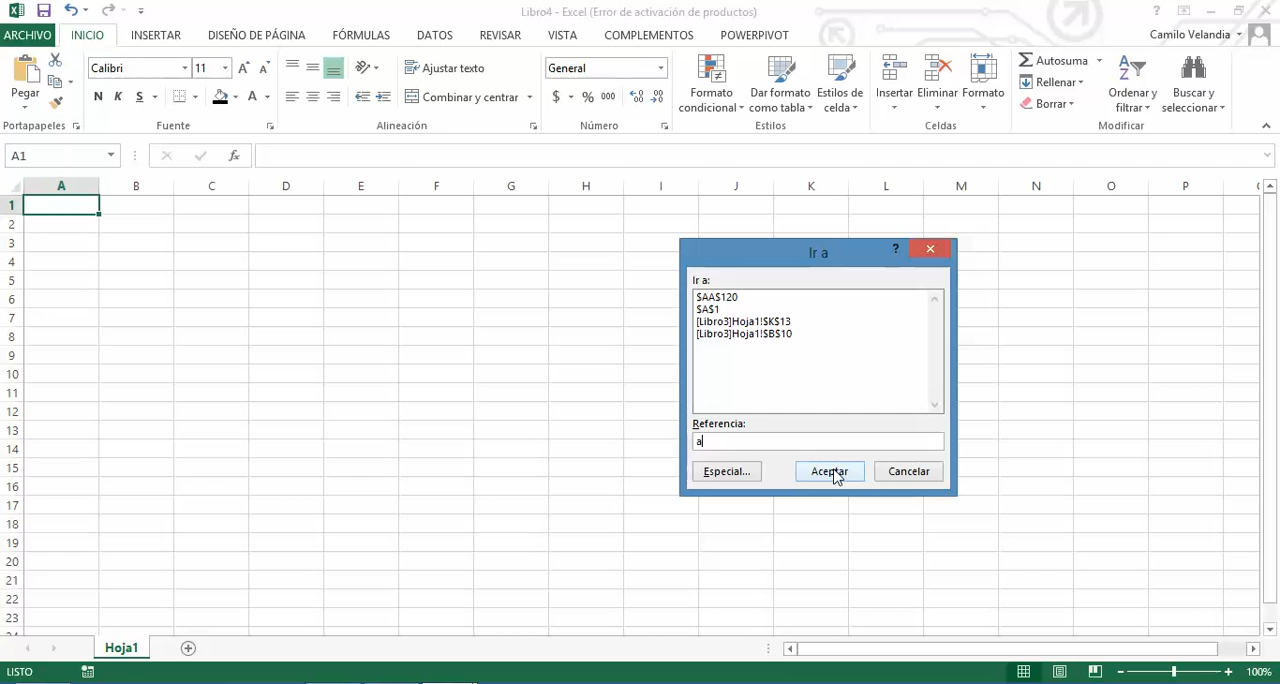 Libro4 - Excel (Error de activación de productos)
ARCHIVO INICIO INSERTAR DISEÑO DE PÁGINA FÓRMULAS DATOS REVISAR VISTA COMPLEMENTOS POWERPIVOT Camilo Velandia
Pegar
Calibri 11
N K S
A
Ajustar texto
Combinar y centrar
General
$ % 000
Formato condicional
Dar formato como tabla
Estilos de celda
Insertar Eliminar Formato
Autosuma
Rellenar
Borrar
Ordenar y filtrar
Buscar y seleccionar
Portapapeles Fuente Alineación Número Estilos Celdas Modificar
A1 fx
A B C D E F G H I J K L M N O P
1
2
3
4
5
6
7
8
9
10
11
12
13
14
15
16
17
18
19
20
21
22
23
24
Ir a
?
Ir a:
$AA$120
$A$1
[Libro3]Hoja1!$K$13
[Libro3]Hoja1!$B$10
Referencia:
a
Especial... Aceptar Cancelar
Hoja1
LISTO 100%